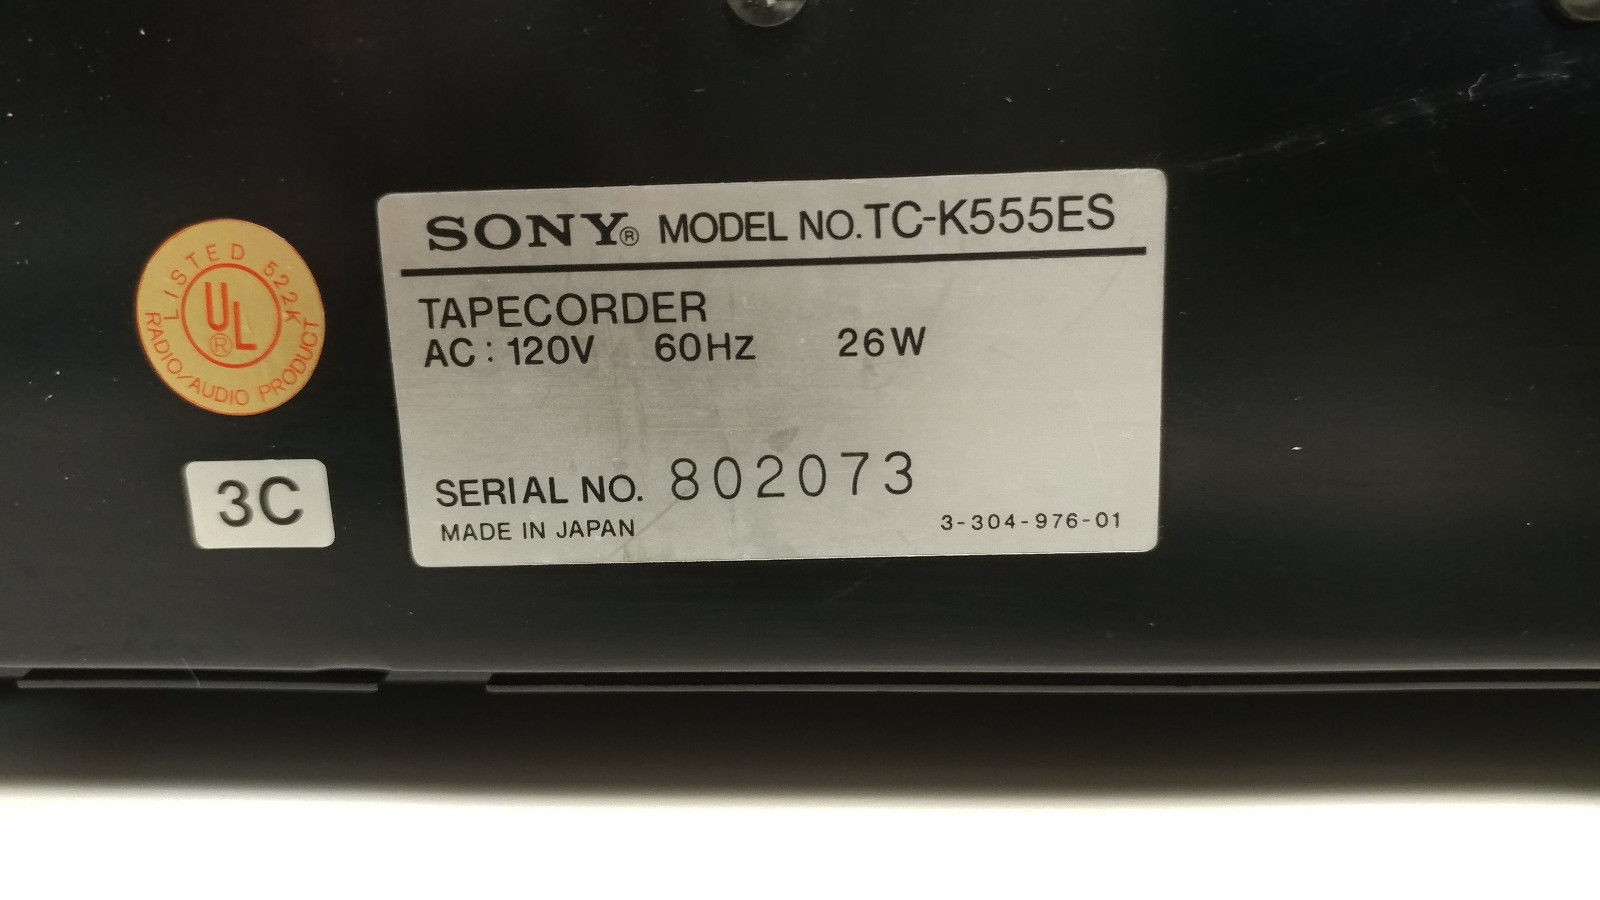 SONY® MODEL NO. TC-K555ES
TAPECORDER
AC : 120V 60Hz 26W
SERIAL NO. 802073
MADE IN JAPAN 3-304-976-01
LISTED 522K
UL®
RADIO/AUDIO PRODUCT
3C